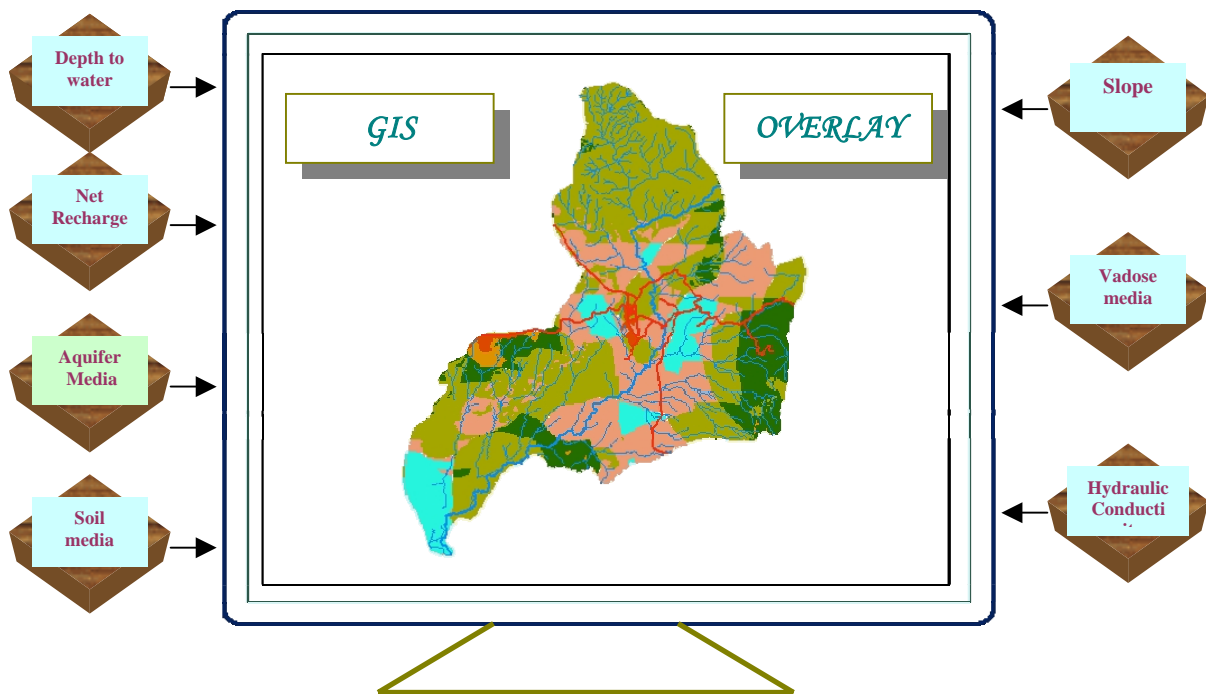 Depth to
water
Net
Recharge
Aquifer
Media
Soil
media
GIS
OVERLAY
Slope
Vadose
media
Hydraulic
Conducti